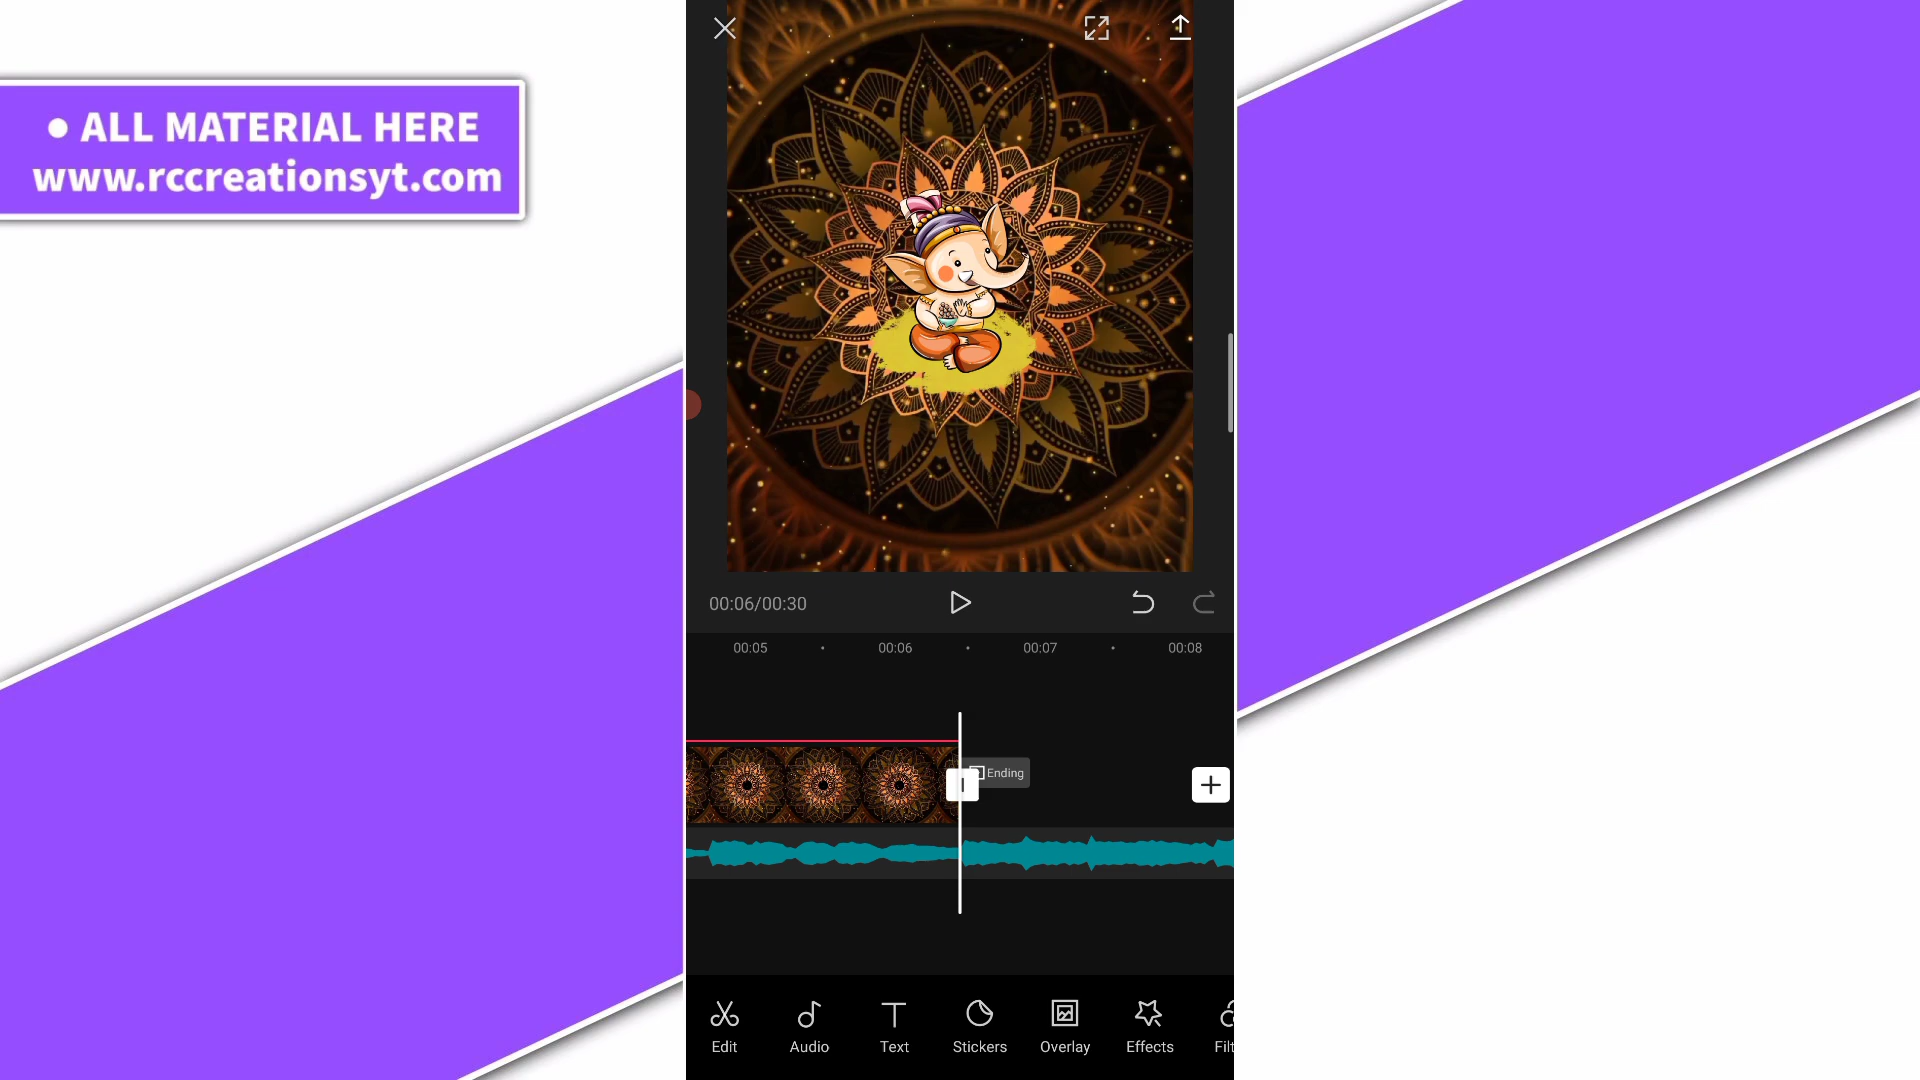 • ALL MATERIAL HERE
www.rccreationsyt.com
00:06/00:30
00:05 00:06 00:07 00:08
Ending
Edit Audio Text Stickers Overlay Effects Filt